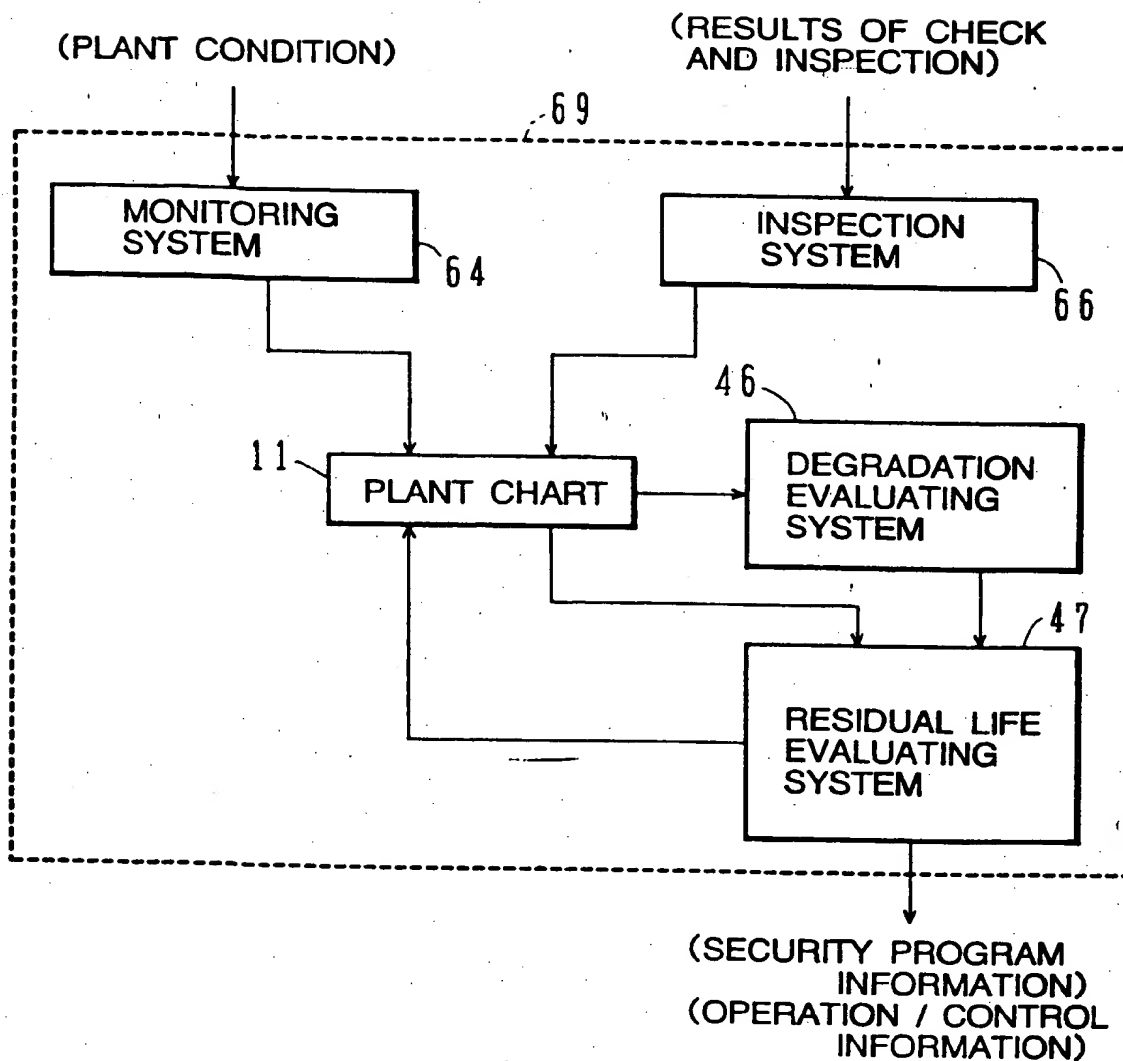 (PLANT CONDITION)
(RESULTS OF CHECK
AND INSPECTION)
69
MONITORING
SYSTEM
64
INSPECTION
SYSTEM
66
46
11
PLANT CHART
DEGRADATION
EVALUATING
SYSTEM
47
RESIDUAL LIFE
EVALUATING
SYSTEM
(SECURITY PROGRAM
INFORMATION)
(OPERATION / CONTROL
INFORMATION)